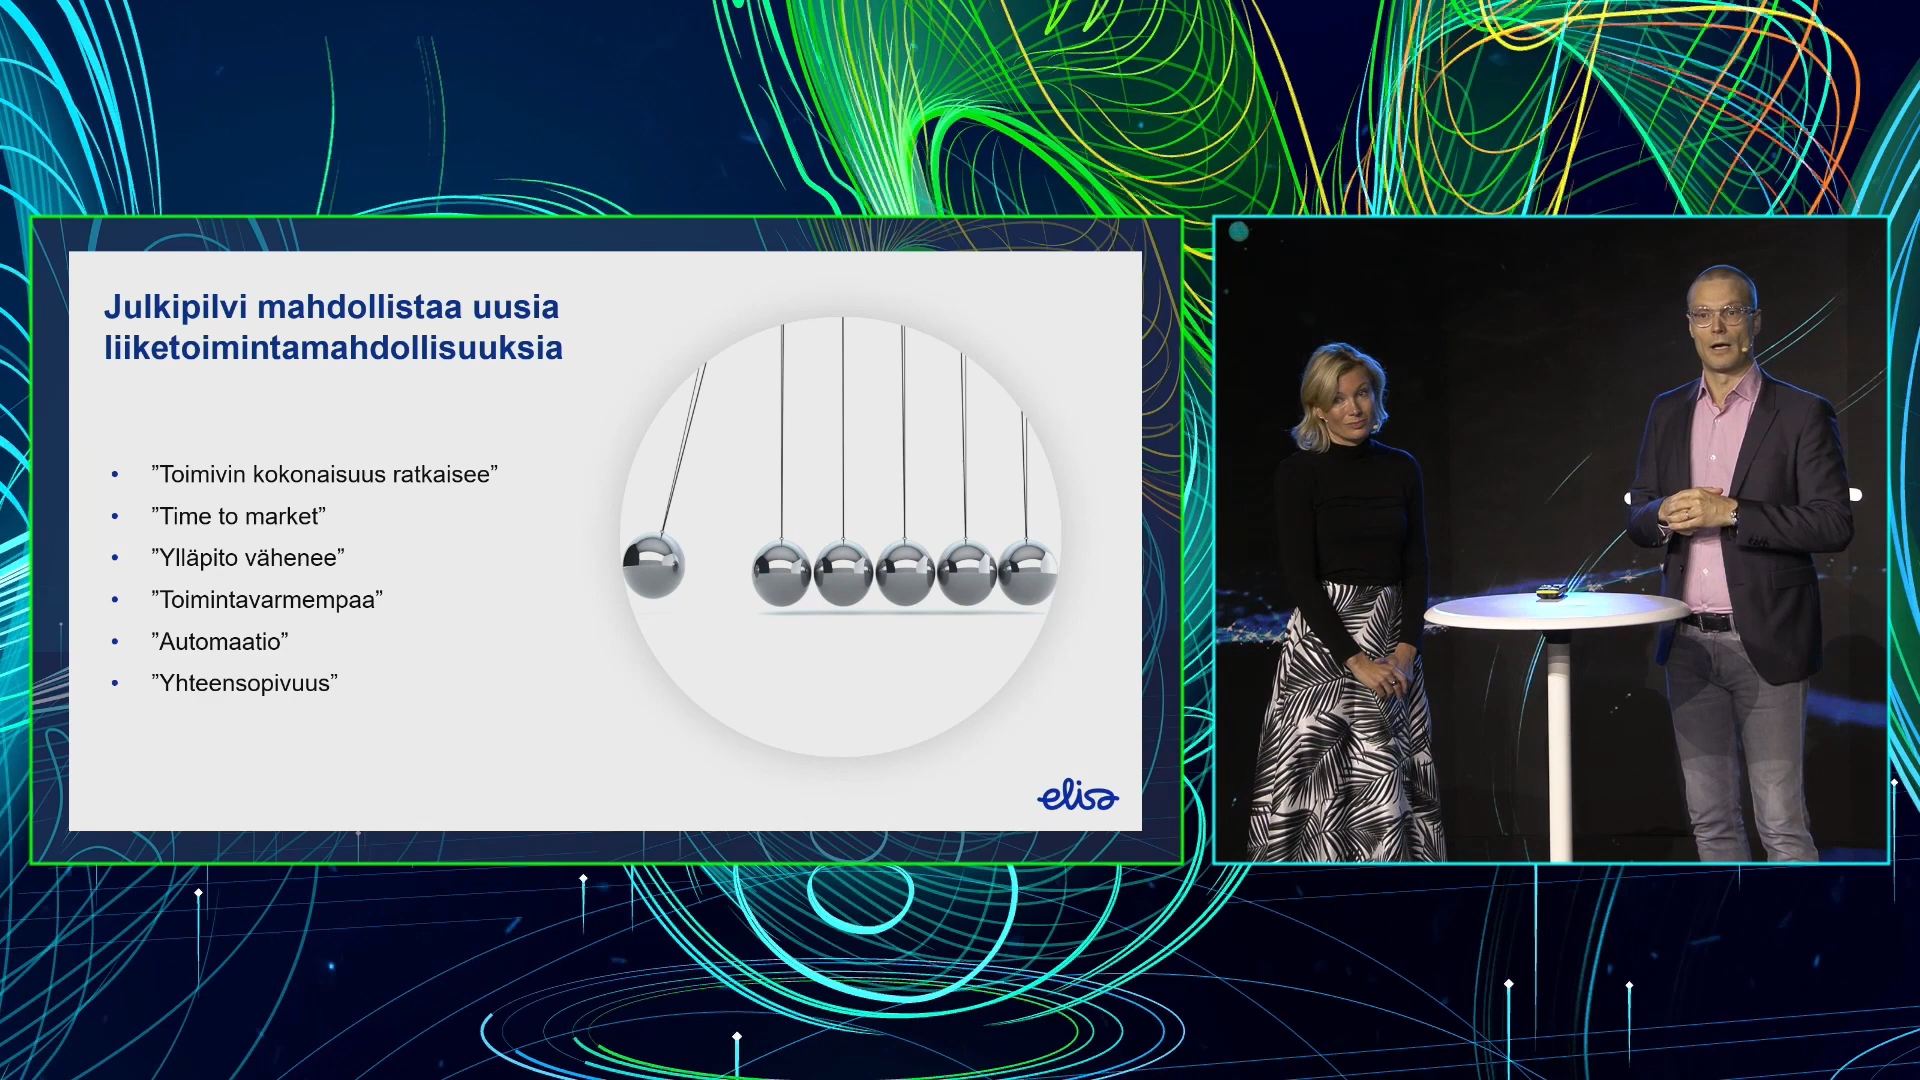 Julkipilvi mahdollistaa uusia
liiketoimintamahdollisuuksia
• ”Toimivin kokonaisuus ratkaisee”
• ”Time to market”
• ”Ylläpito vähenee”
• ”Toimintavarmempaa”
• ”Automaatio”
• ”Yhteensopivuus”
elisa